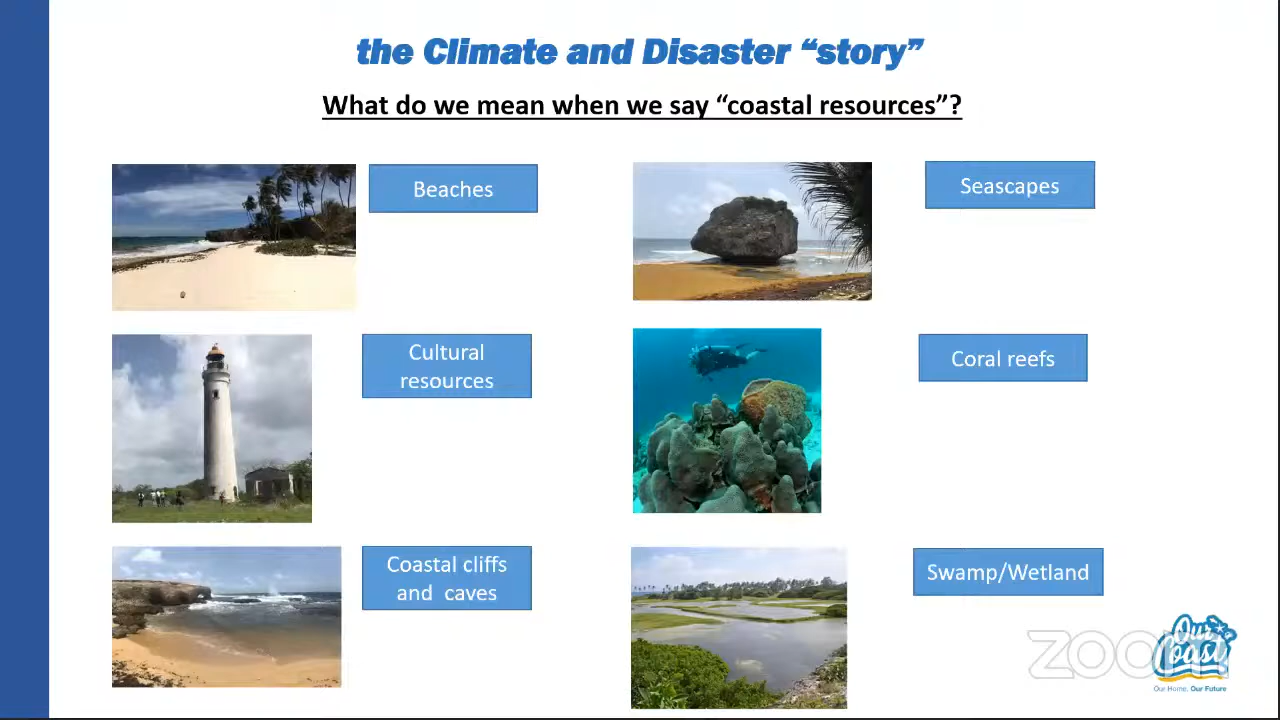 the Climate and Disaster “story”
What do we mean when we say “coastal resources”?
Beaches
Seascapes
Cultural
resources
Coral reefs
Coastal cliffs
and caves
Swamp/Wetland
zoom
Our
Coast
Our Home, Our Future